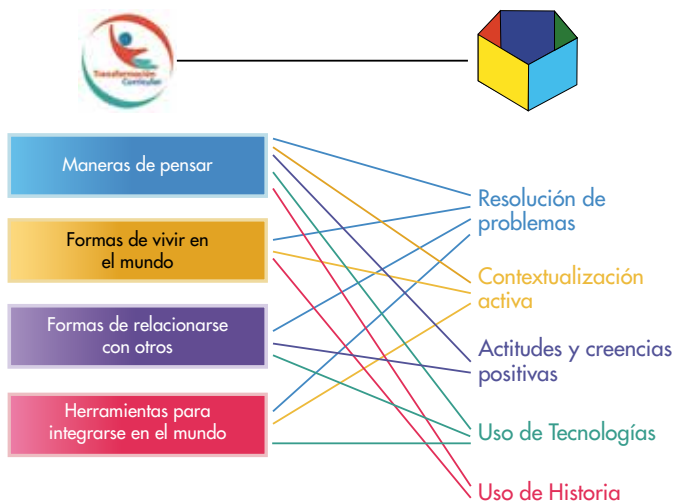 Transformación
Curricular
Maneras de pensar
Formas de vivir en
el mundo
Formas de relacionarse
con otros
Herramientas para
integrarse en el mundo
Resolución de
problemas
Contextualización
activa
Actitudes y creencias
positivas
Uso de Tecnologías
Uso de Historia